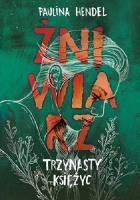 PAULINA HENDEL
ŻNI
WIA
RZ
TRZYNASTY
KSIĘŻYC